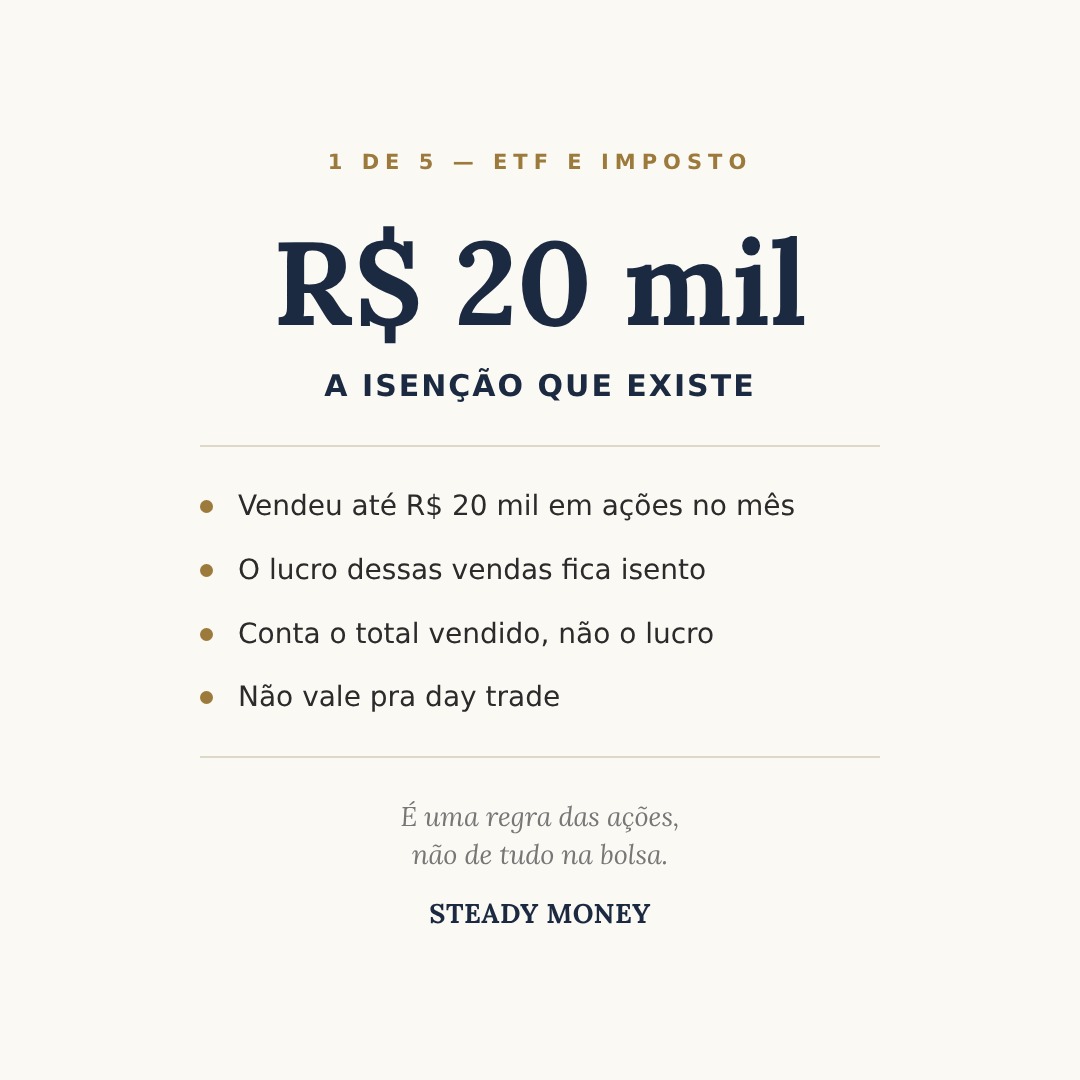 1 DE 5 — ETF E IMPOSTO
R$ 20 mil
A ISENÇÃO QUE EXISTE
Vendeu até R$ 20 mil em ações no mês
O lucro dessas vendas fica isento
Conta o total vendido, não o lucro
Não vale pra day trade
É uma regra das ações,
não de tudo na bolsa.
STEADY MONEY